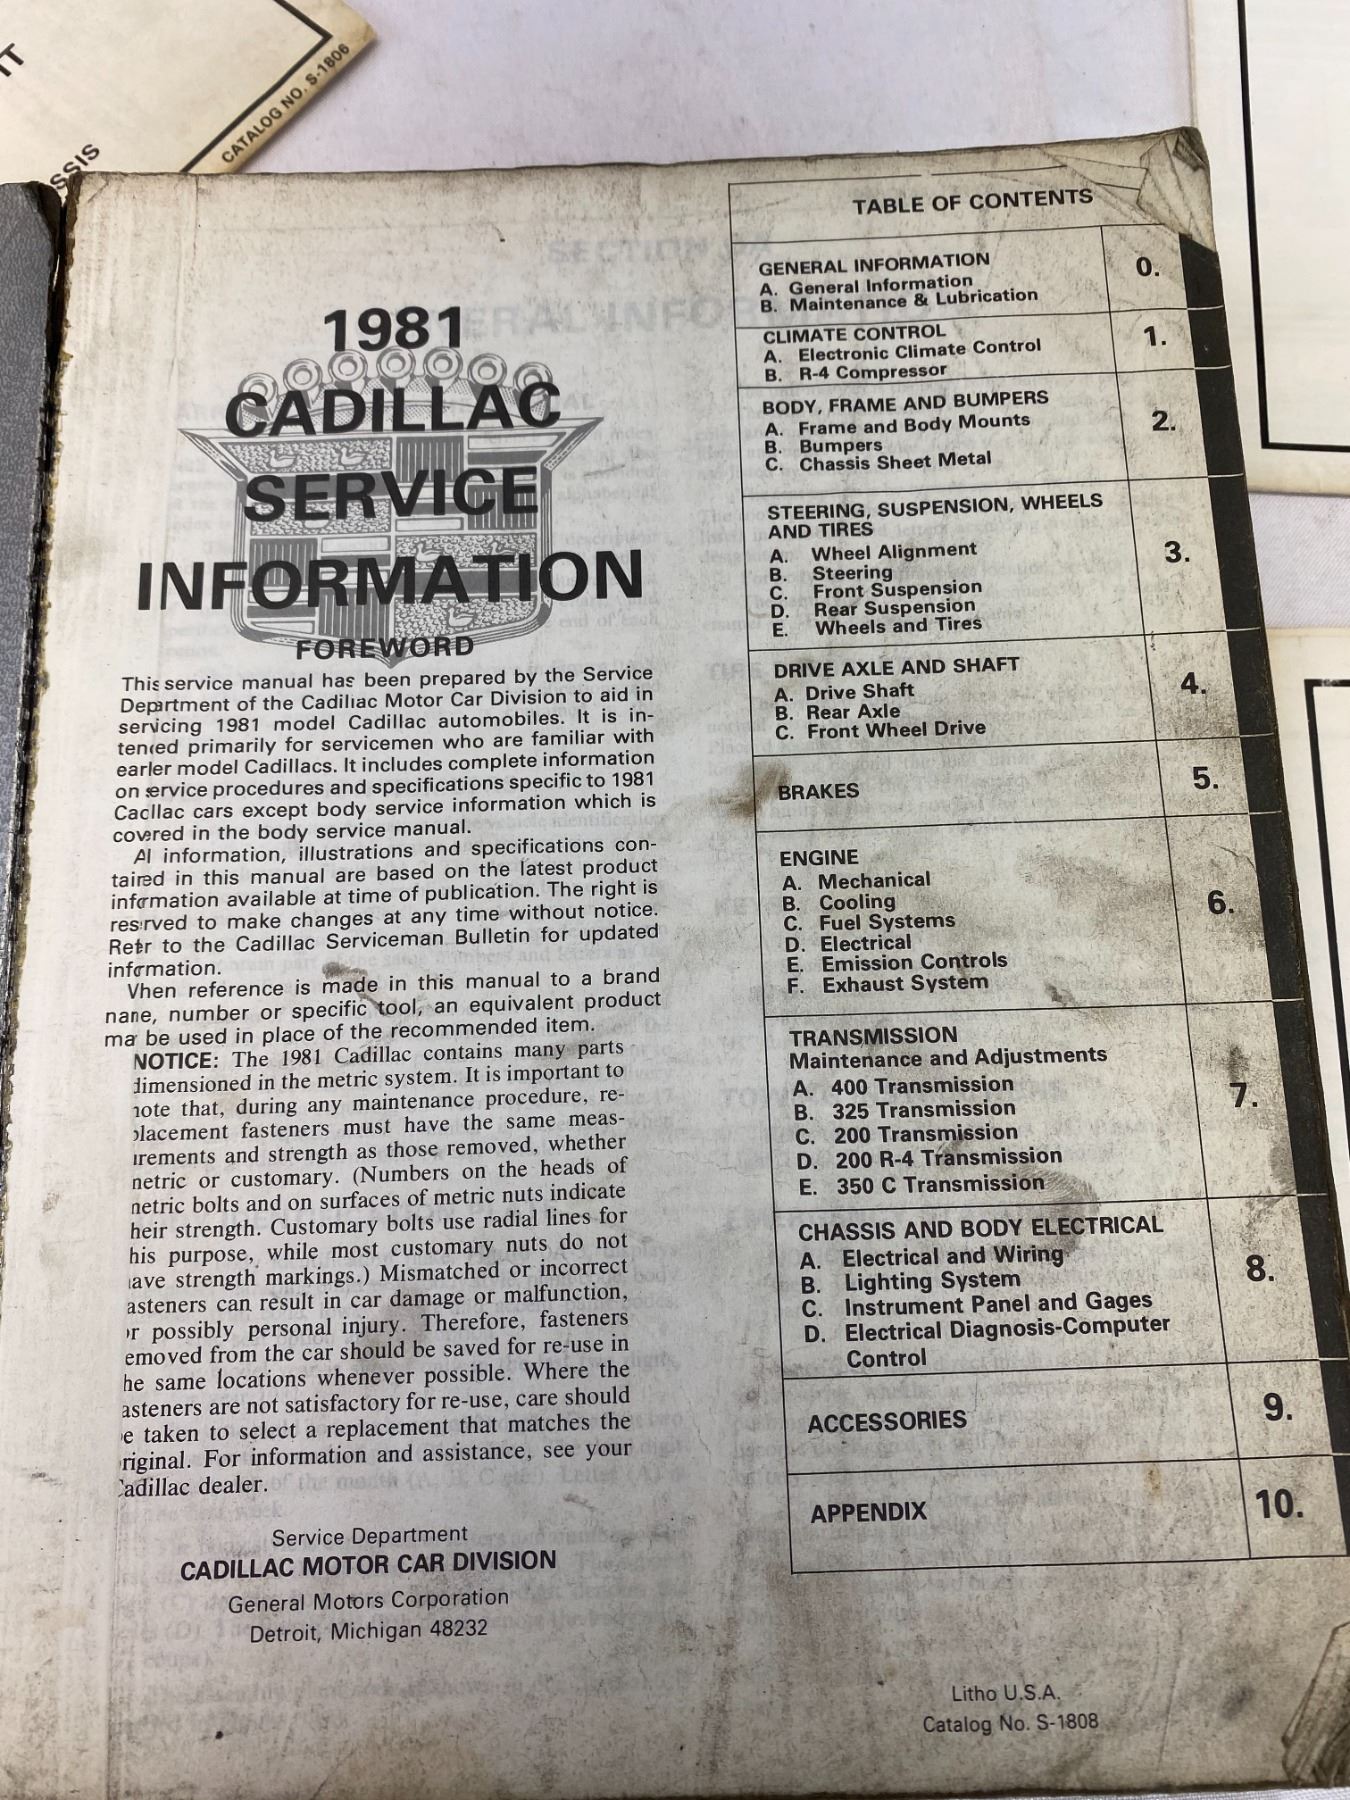 CATALOG NO. S-1806
1981
CADILLAC
SERVICE
INFORMATION
FOREWORD
This service manual has been prepared by the Service
Department of the Cadillac Motor Car Division to aid in
servicing 1981 model Cadillac automobiles. It is in-
tended primarily for servicemen who are familiar with
earler model Cadillacs. It includes complete information
on service procedures and specifications specific to 1981
Cacllac cars except body service information which is
covered in the body service manual.
Al information, illustrations and specifications con-
tained in this manual are based on the latest product
information available at time of publication. The right is
reserved to make changes at any time without notice.
Refr to the Cadillac Serviceman Bulletin for updated
information.
Vhen reference is made in this manual to a brand
nane, number or specific tool, an equivalent product
ma be used in place of the recommended item.
NOTICE: The 1981 Cadillac contains many parts
dimensioned in the metric system. It is important to
note that, during any maintenance procedure, re-
placement fasteners must have the same meas-
urements and strength as those removed, whether
metric or customary. (Numbers on the heads of
metric bolts and on surfaces of metric nuts indicate
heir strength. Customary bolts use radial lines for
his purpose, while most customary nuts do not
ave strength markings.) Mismatched or incorrect
asteners can result in car damage or malfunction,
or possibly personal injury. Therefore, fasteners
emoved from the car should be saved for re-use in
he same locations whenever possible. Where the
asteners are not satisfactory for re-use, care should
e taken to select a replacement that matches the
riginal. For information and assistance, see your
Cadillac dealer.
Service Department
CADILLAC MOTOR CAR DIVISION
General Motors Corporation
Detroit, Michigan 48232
TABLE OF CONTENTS
GENERAL INFORMATION 0.
A. General Information
B. Maintenance & Lubrication
CLIMATE CONTROL 1.
A. Electronic Climate Control
B. R-4 Compressor
BODY, FRAME AND BUMPERS 2.
A. Frame and Body Mounts
B. Bumpers
C. Chassis Sheet Metal
STEERING, SUSPENSION, WHEELS
AND TIRES 3.
A. Wheel Alignment
B. Steering
C. Front Suspension
D. Rear Suspension
E. Wheels and Tires
DRIVE AXLE AND SHAFT 4.
A. Drive Shaft
B. Rear Axle
C. Front Wheel Drive
BRAKES 5.
ENGINE 6.
A. Mechanical
B. Cooling
C. Fuel Systems
D. Electrical
E. Emission Controls
F. Exhaust System
TRANSMISSION 7.
Maintenance and Adjustments
A. 400 Transmission
B. 325 Transmission
C. 200 Transmission
D. 200 R-4 Transmission
E. 350 C Transmission
CHASSIS AND BODY ELECTRICAL 8.
A. Electrical and Wiring
B. Lighting System
C. Instrument Panel and Gages
D. Electrical Diagnosis-Computer
Control
ACCESSORIES 9.
APPENDIX 10.
Litho U.S.A.
Catalog No. S-1808